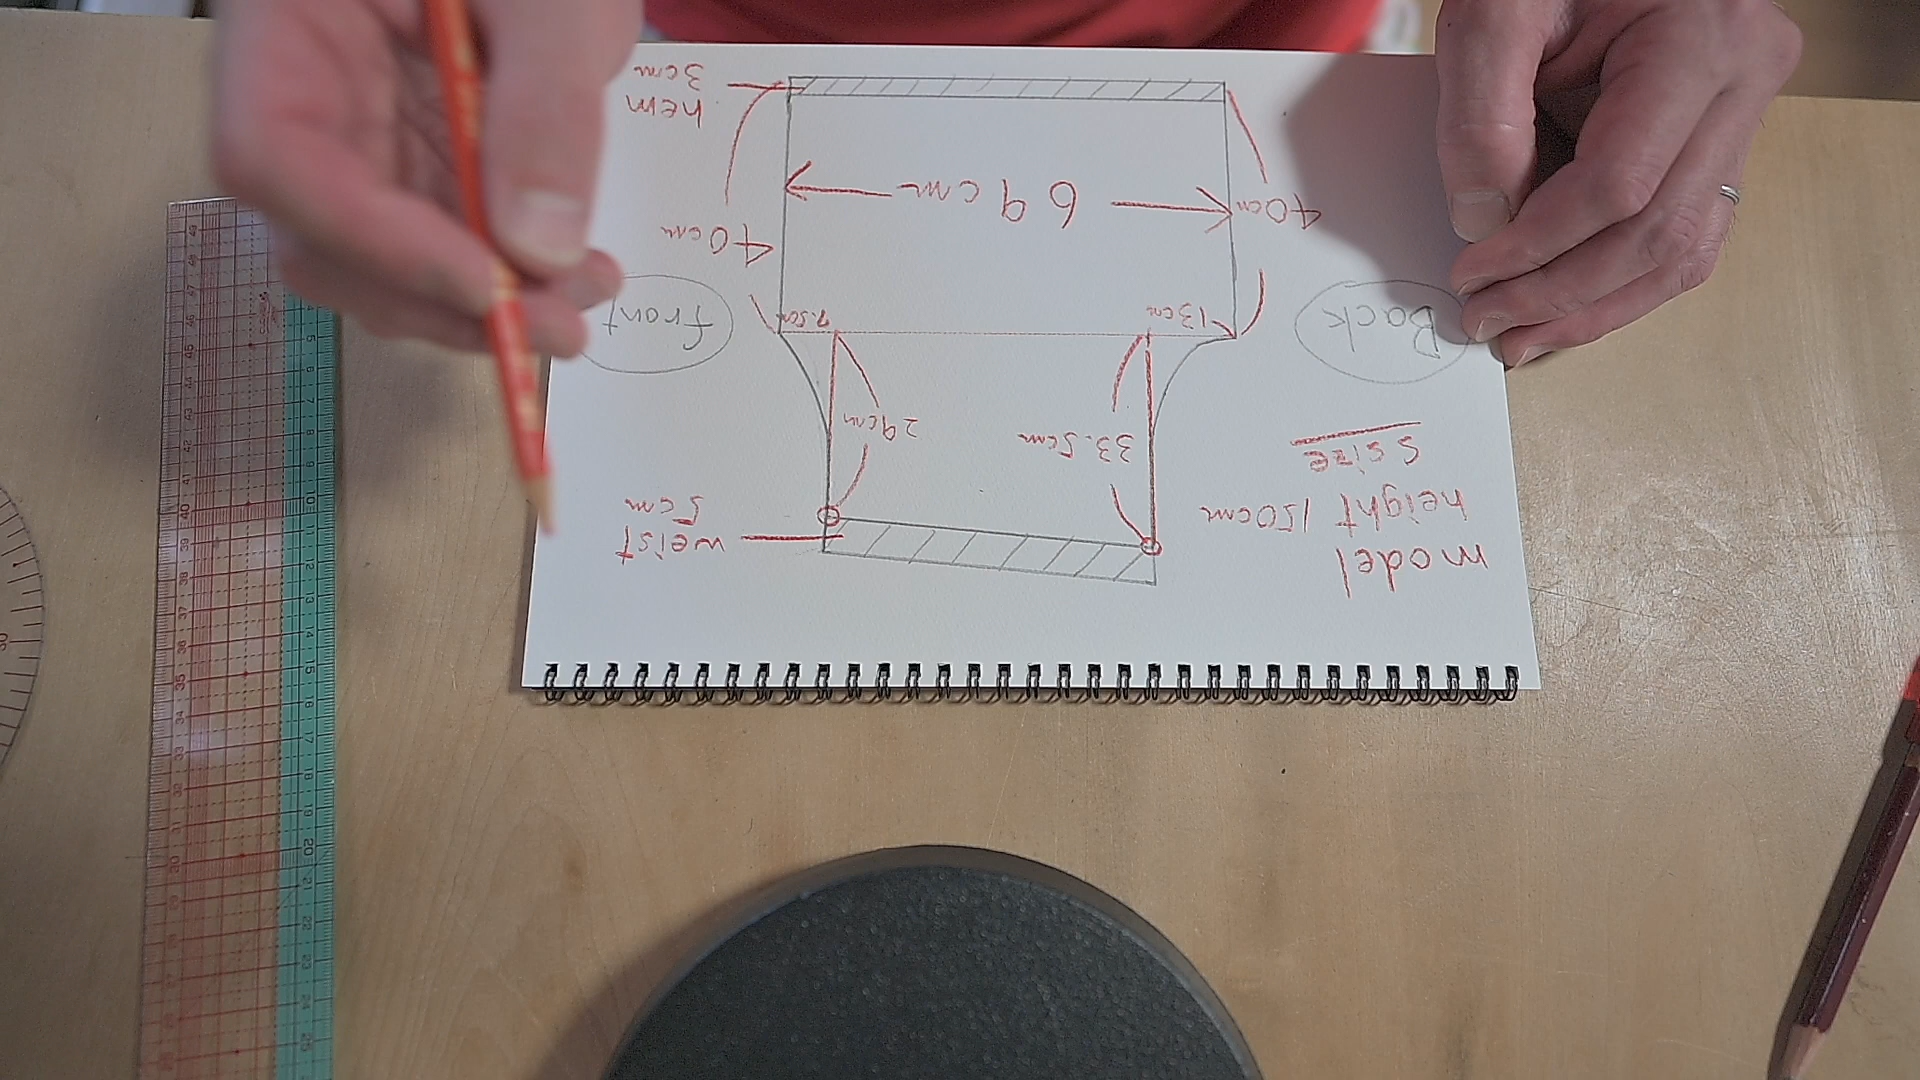 model
height 150cm
S size
weist
5cm
33.5cm
29cm
Back
front
13cm
7.5cm
40cm
40cm
69cm
hem
3cm